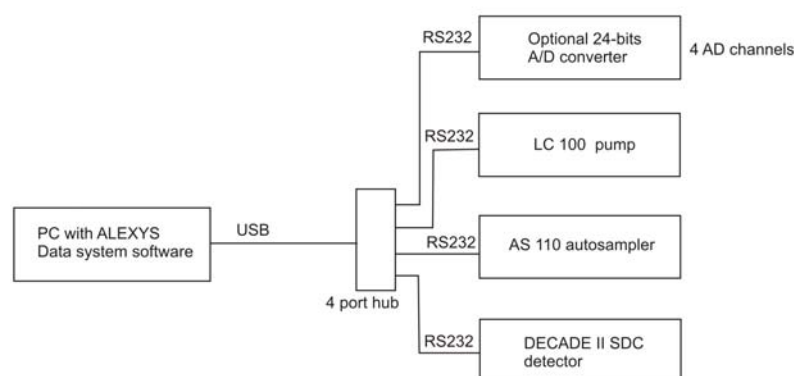 RS232
Optional 24-bits
A/D converter
4 AD channels
RS232
LC 100 pump
PC with ALEXYS
Data system software
USB
RS232
AS 110 autosampler
4 port hub
RS232
DECADE II SDC
detector